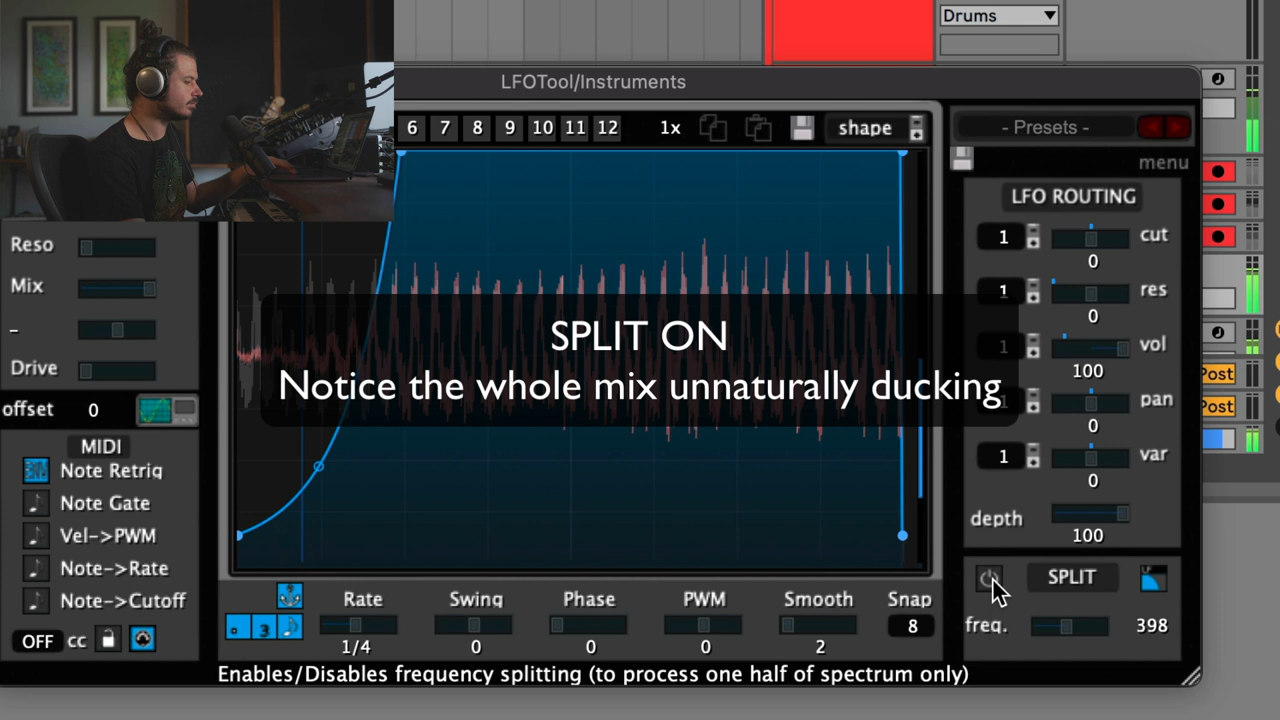 Drums
LFOTool/Instruments
6 7 8 9 10 11 12 1x shape
- Presets -
menu
LFO ROUTING
1 cut
0
1 res
0
1 vol
100
1 pan
0
1 var
0
depth
100
SPLIT
freq. 398
SPLIT ON
Notice the whole mix unnaturally ducking
Reso
Mix
–
Drive
offset 0
MIDI
Note Retrig
Note Gate
Vel->PWM
Note->Rate
Note->Cutoff
OFF cc
3
Rate Swing Phase PWM Smooth Snap
1/4 0 0 0 2 8
Enables/Disables frequency splitting (to process one half of spectrum only)
Post
Post